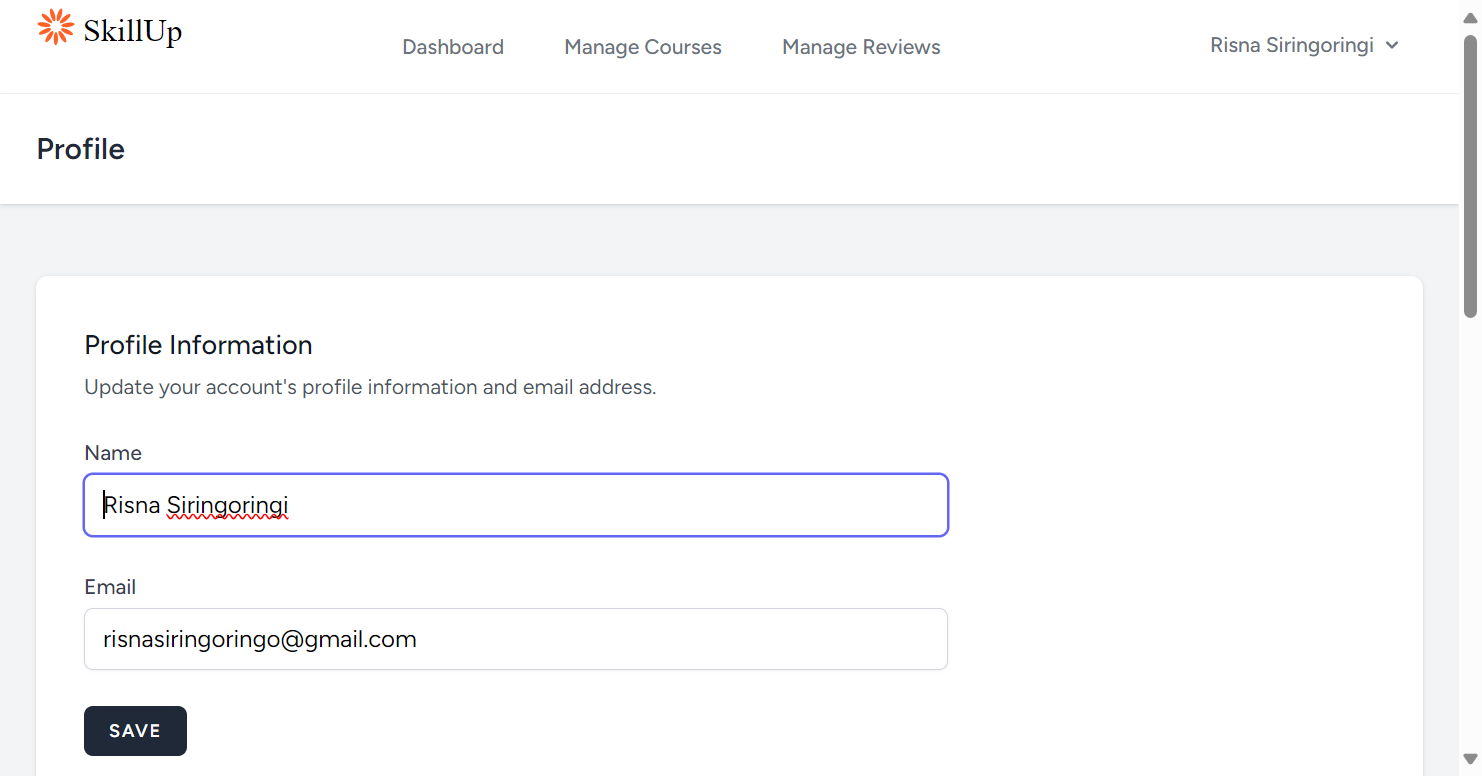 SkillUp
Dashboard Manage Courses Manage Reviews Risna Siringoringi
Profile
Profile Information
Update your account's profile information and email address.
Name
Risna Siringoringi
Email
risnasiringoringo@gmail.com
SAVE